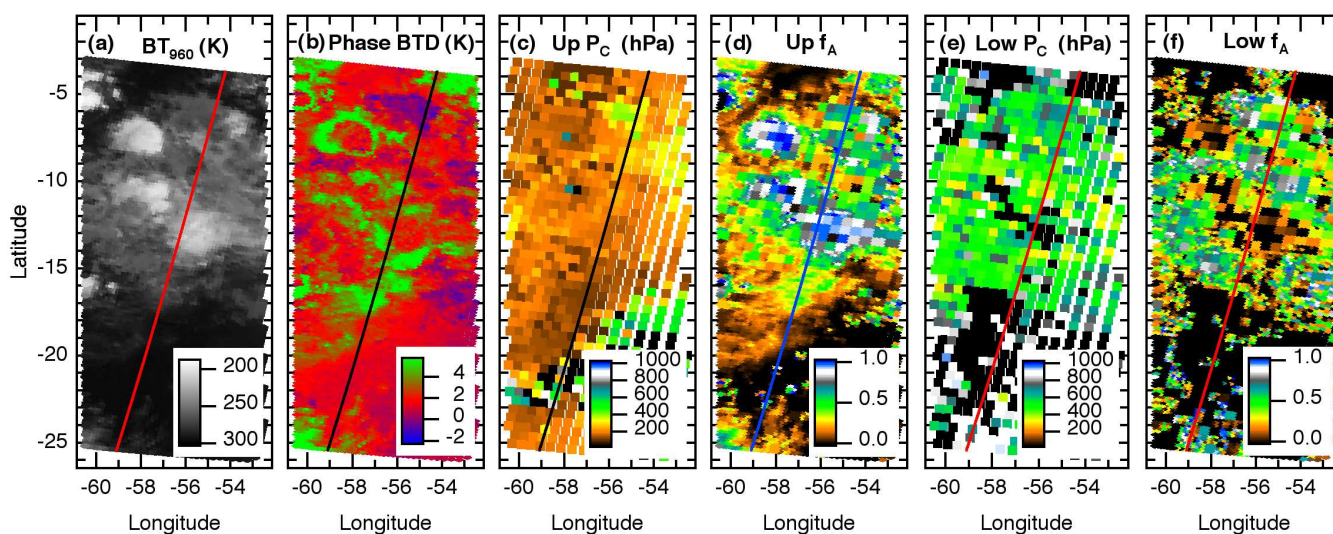 (a) BT960 (K)
(b) Phase BTD (K)
(c) Up PC (hPa)
(d) Up fA
(e) Low PC (hPa)
(f) Low fA
Latitude
-5
-10
-15
-20
-25
200
250
300
4
2
0
-2
1000
800
600
400
200
1.0
0.5
0.0
1000
800
600
400
200
1.0
0.5
0.0
-60 -58 -56 -54
-60 -58 -56 -54
-60 -58 -56 -54
-60 -58 -56 -54
-60 -58 -56 -54
-60 -58 -56 -54
Longitude
Longitude
Longitude
Longitude
Longitude
Longitude